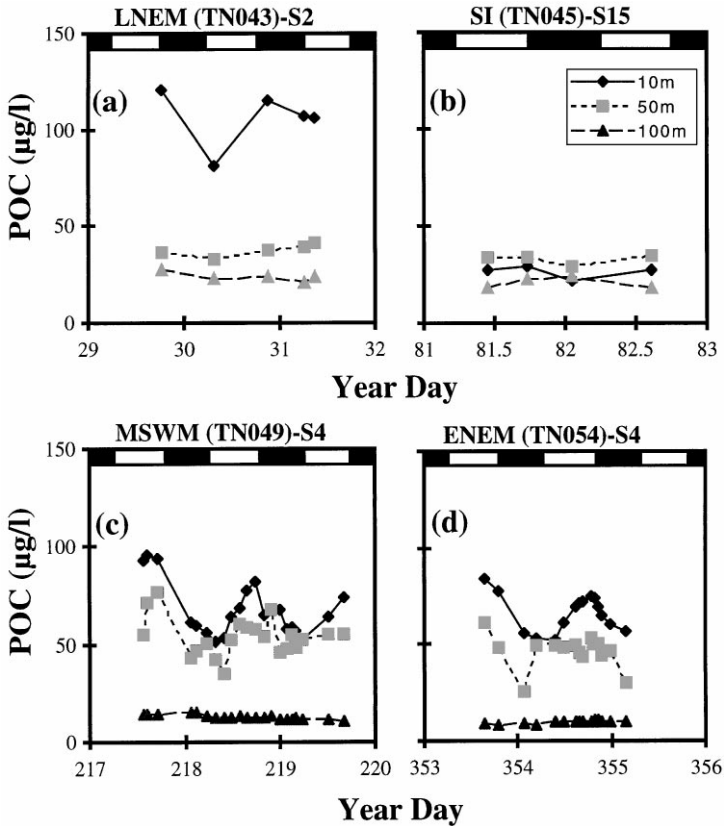 LNEM (TN043)-S2
SI (TN045)-S15
150
100
50
0
POC (µg/l)
(a)
(b)
10m
50m
100m
29 30 31 32
81 81.5 82 82.5 83
Year Day
Year Day
MSWM (TN049)-S4
ENEM (TN054)-S4
150
100
50
0
POC (µg/l)
(c)
(d)
217 218 219 220
353 354 355 356
Year Day
Year Day